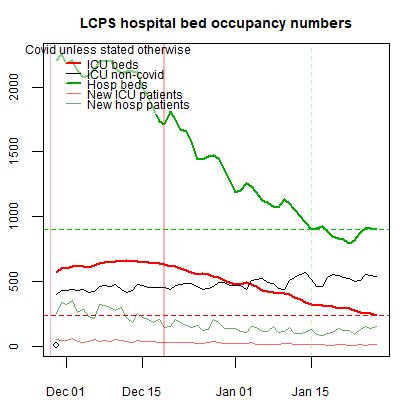 LCPS hospital bed occupancy numbers
Covid unless stated otherwise
ICU beds
ICU non-covid
Hosp beds
New ICU patients
New hosp patients
2000
1500
1000
500
0
Dec 01
Dec 15
Jan 01
Jan 15